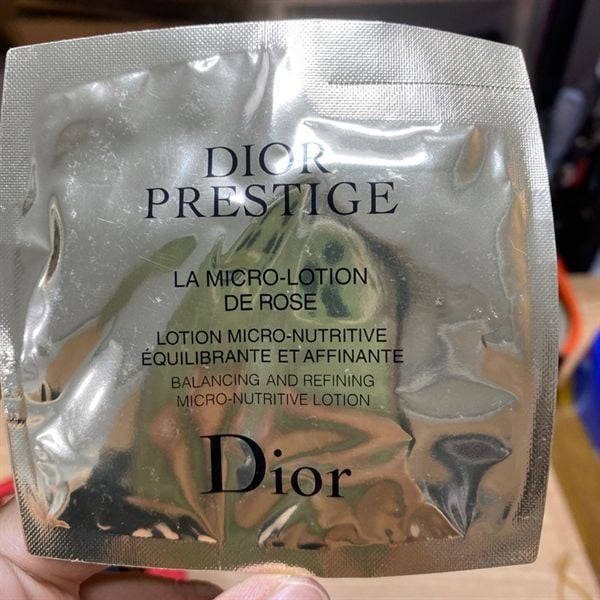 DIOR
PRESTIGE
LA MICRO-LOTION
DE ROSE
LOTION MICRO-NUTRITIVE
ÉQUILIBRANTE ET AFFINANTE
BALANCING AND REFINING
MICRO-NUTRITIVE LOTION
Dior